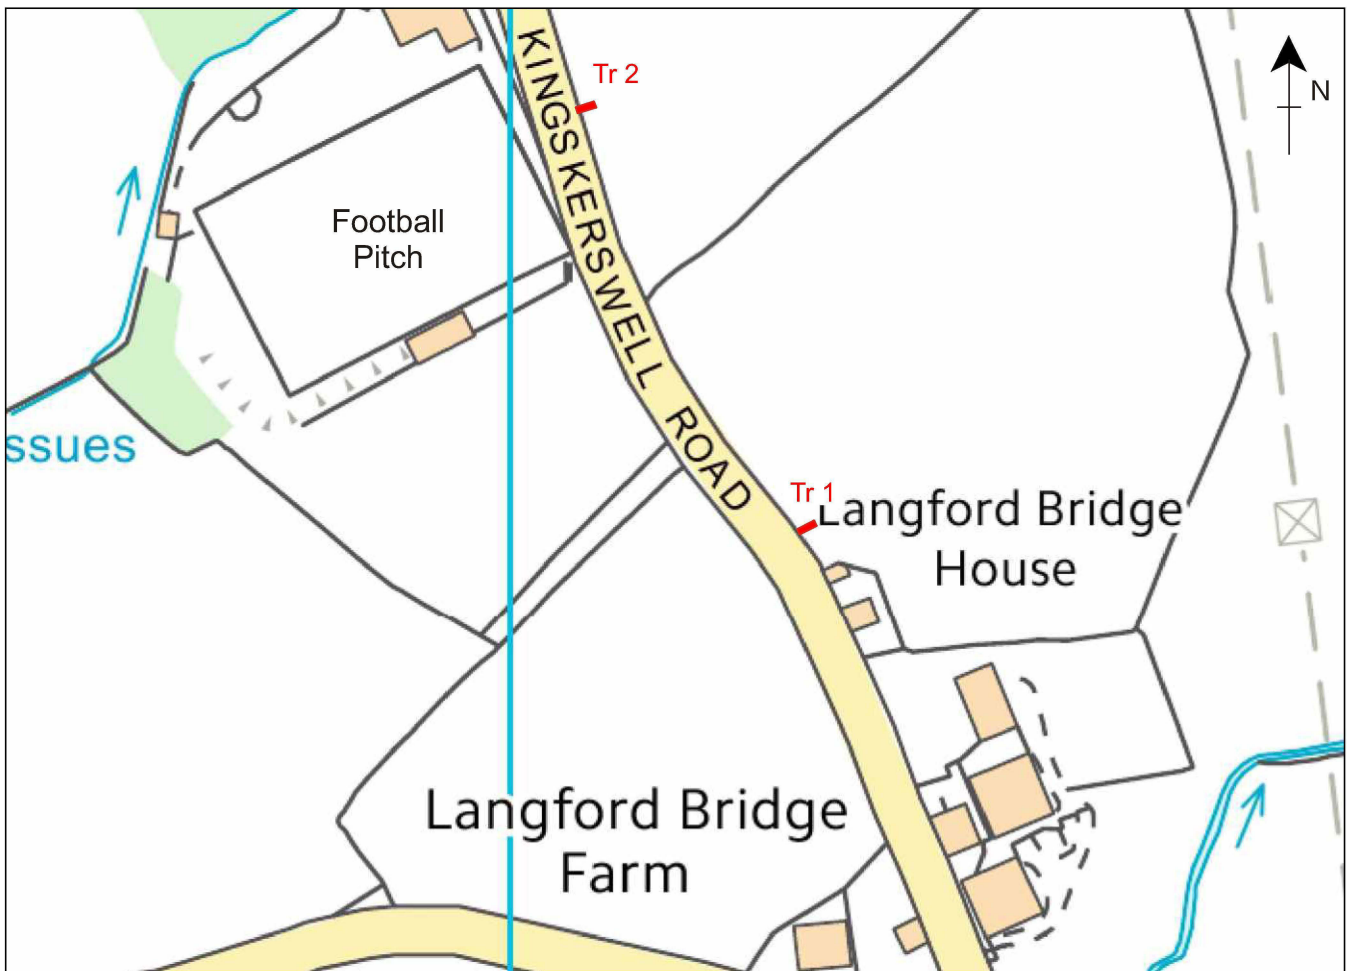 Tr 2
N
KINGSKERSWELL ROAD
Football
Pitch
ssues
Tr 1
Langford Bridge
House
Langford Bridge
Farm